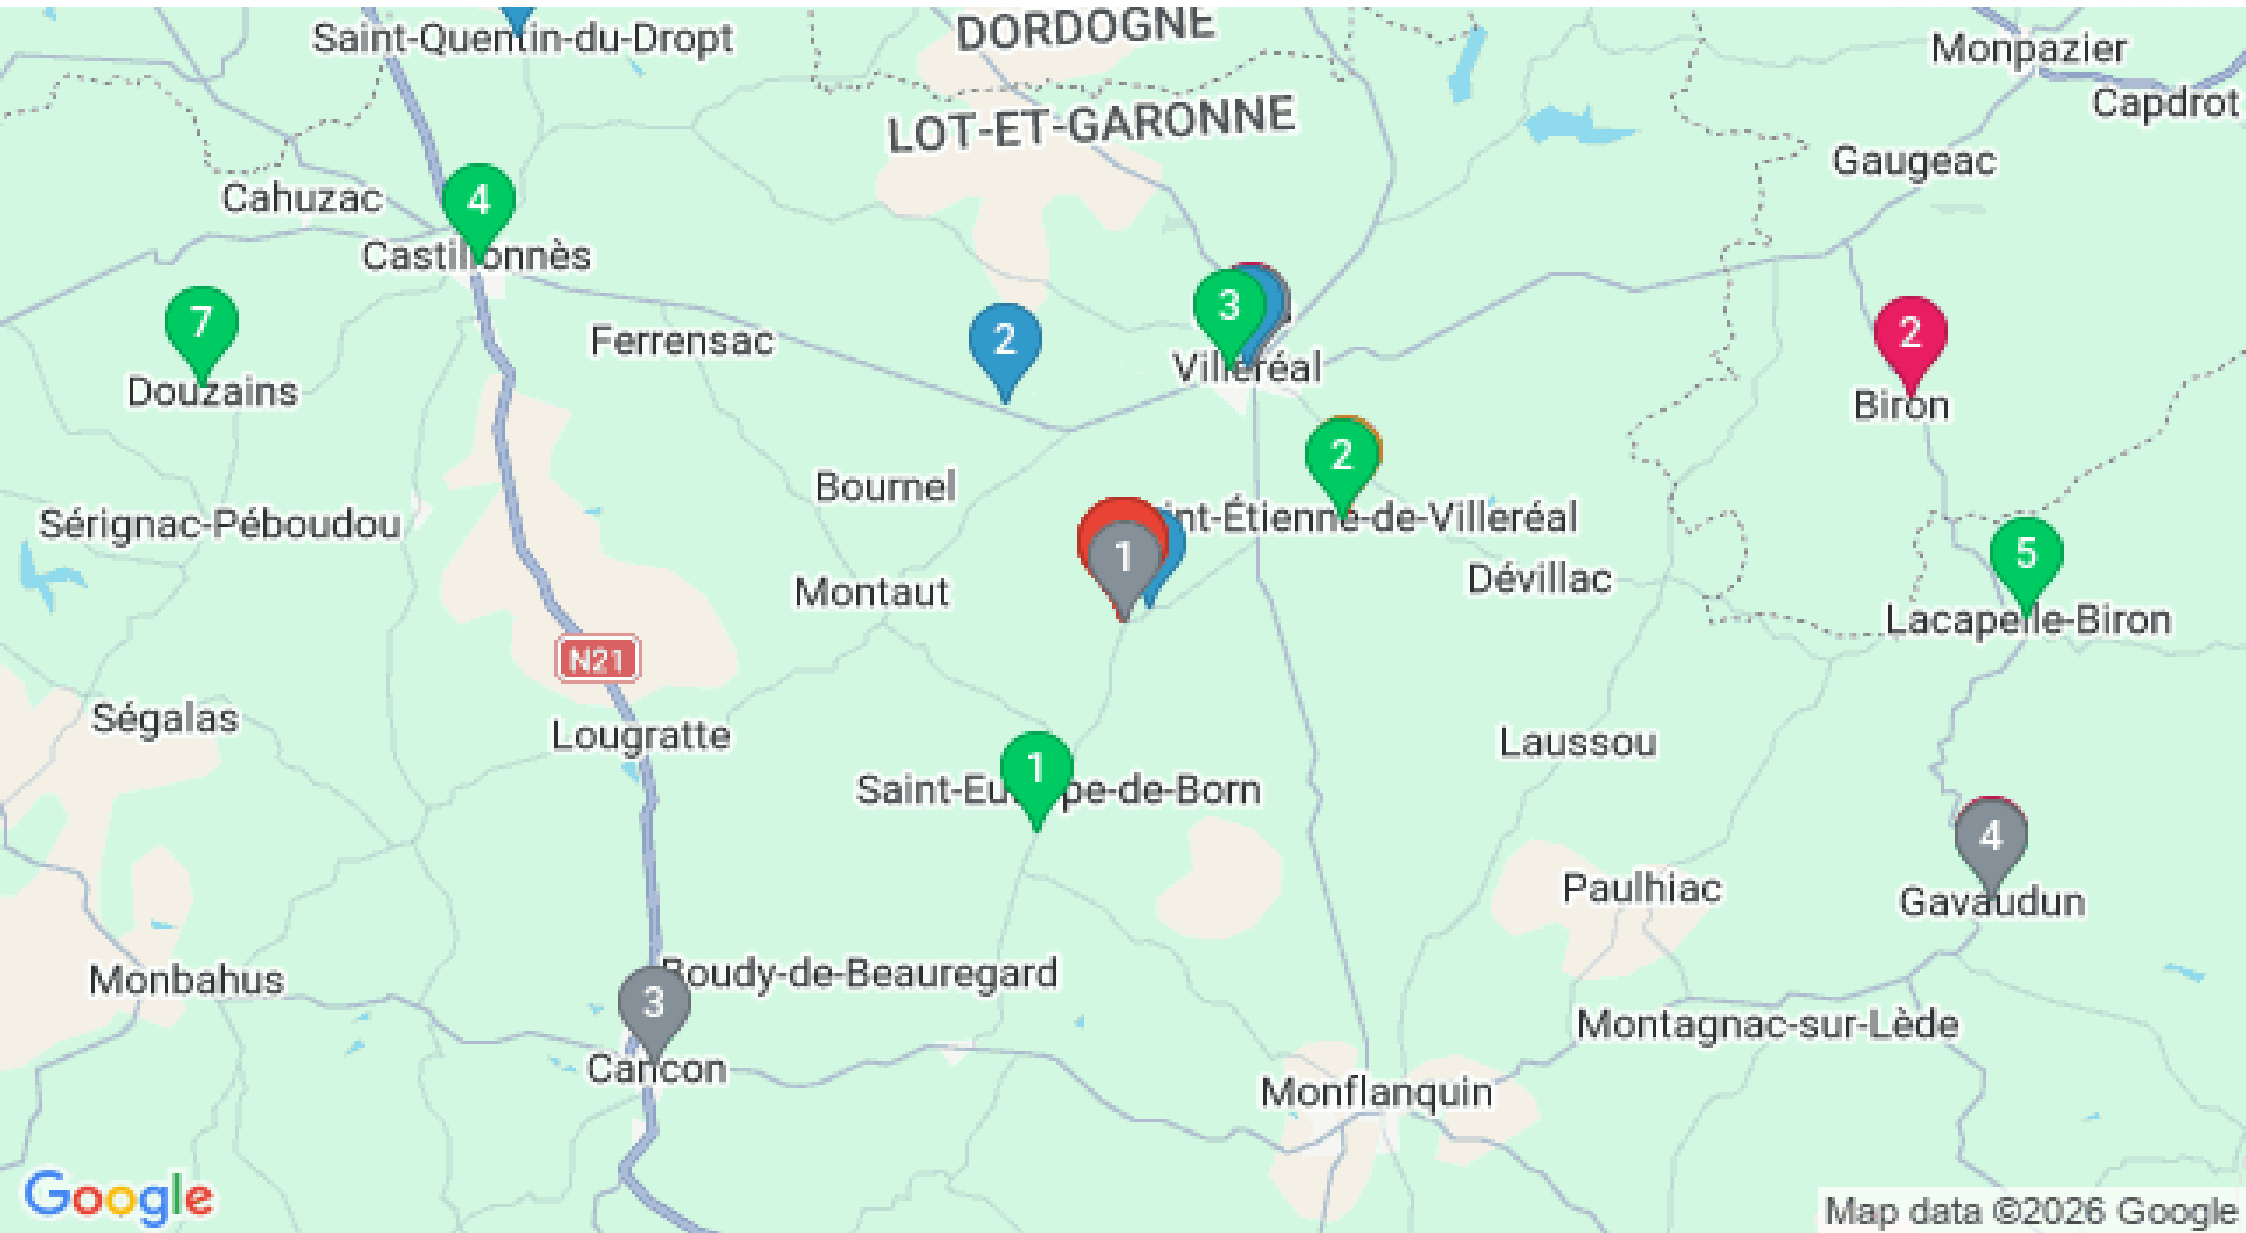 DORDOGNE
Saint-Quentin-du-Dropt
Monpazier
Capdrot
LOT-ET-GARONNE
Gaugeac
Cahuzac
4
Castillonnès
3
7
2
2
Ferrensac
Villeréal
Douzains
Biron
2
Bournel
int-Étienne-de-Villeréal
Sérignac-Péboudou
1
5
Dévillac
Montaut
Lacapelle-Biron
N21
Ségalas
Lougratte
Laussou
1
Saint-Eutrope-de-Born
4
Paulhiac
Gavaudun
Boudy-de-Beauregard
Monbahus
3
Montagnac-sur-Lède
Cancon
Monflanquin
Google
Map data ©2026 Google